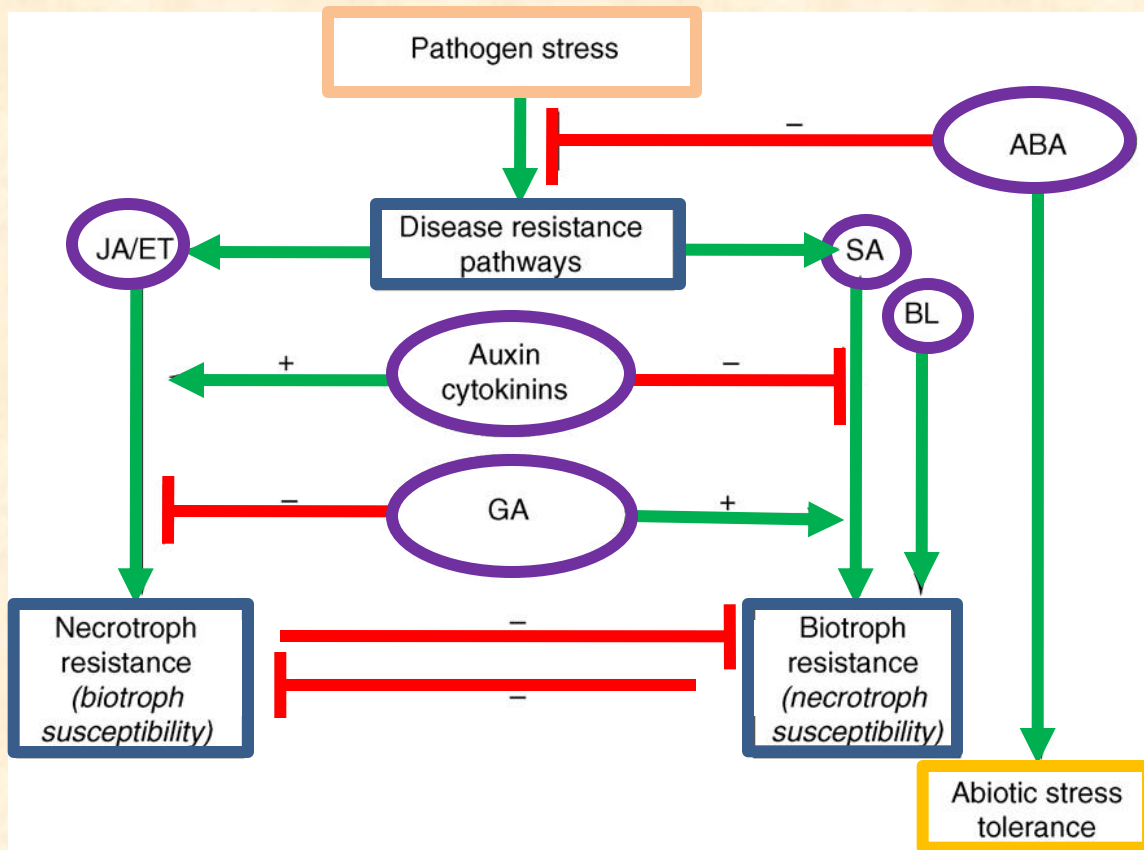 Pathogen stress
–
ABA
Disease resistance
pathways
JA/ET
SA
BL
Auxin
cytokinins
+
–
GA
–
+
Necrotroph
resistance
(biotroph
susceptibility)
–
–
Biotroph
resistance
(necrotroph
susceptibility)
Abiotic stress
tolerance